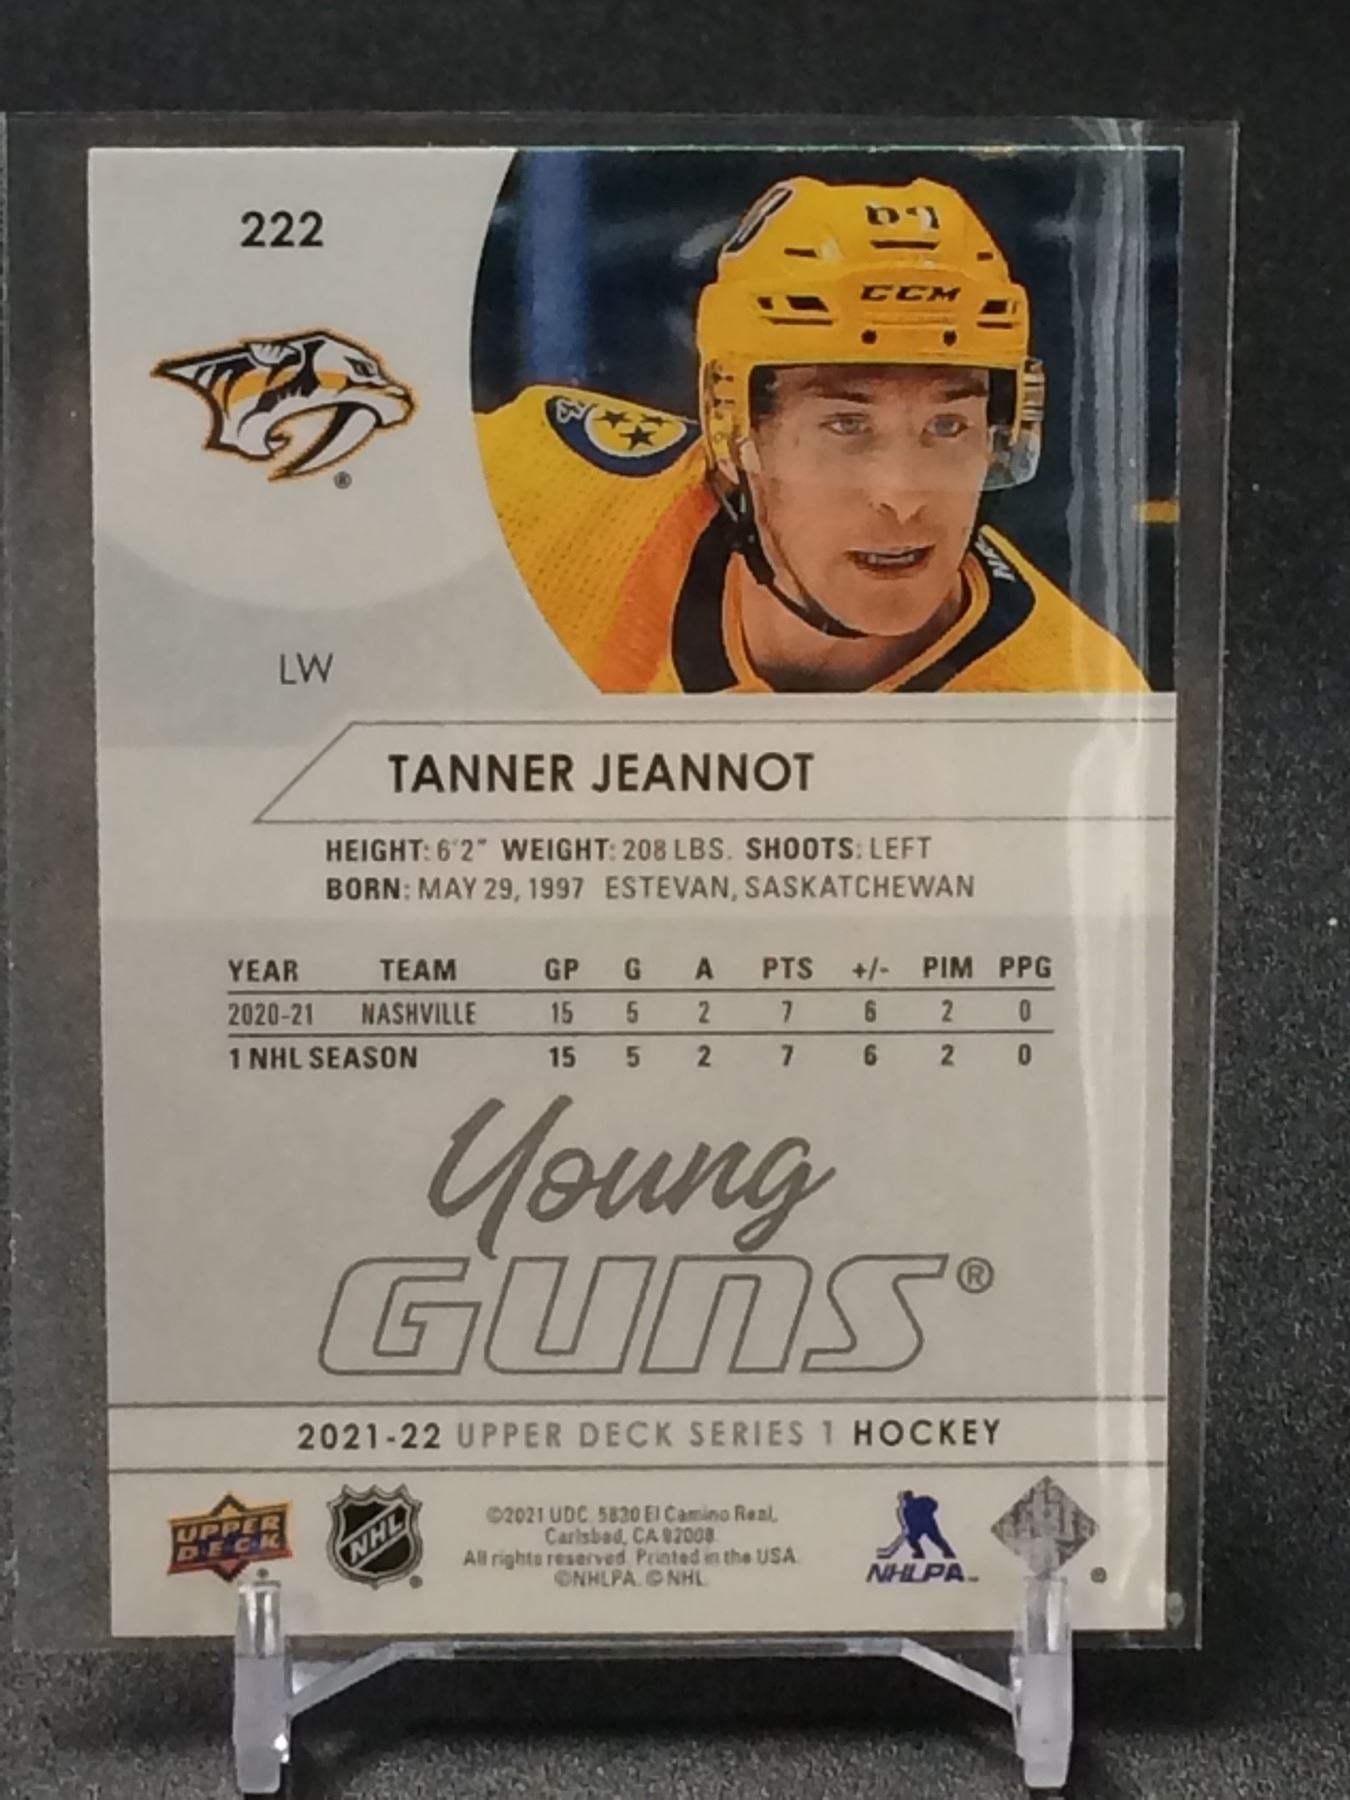 222
64
CCM
LW
TANNER JEANNOT
HEIGHT: 6'2" WEIGHT: 208 LBS. SHOOTS: LEFT
BORN: MAY 29, 1997 ESTEVAN, SASKATCHEWAN
YEAR TEAM GP G A PTS +/- PIM PPG
2020-21 NASHVILLE 15 5 2 7 6 2 0
1 NHL SEASON 15 5 2 7 6 2 0
Young
GUNS®
2021-22 UPPER DECK SERIES 1 HOCKEY
UPPER
DECK
NHL
©2021 UDC. 5830 El Camino Real,
Carlsbad, CA 92008.
All rights reserved. Printed in the USA.
©NHLPA. © NHL.
NHLPA